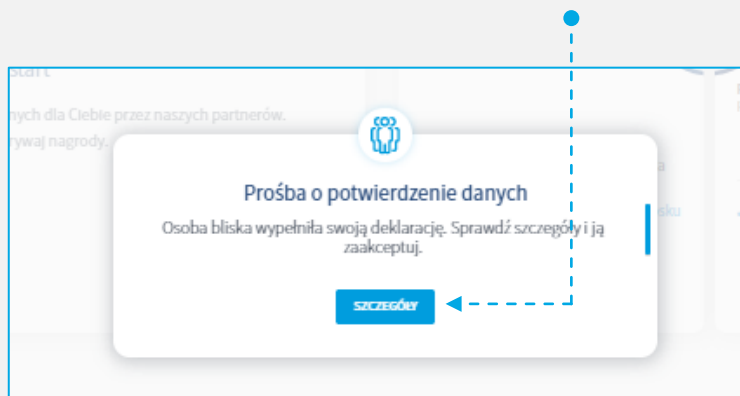 Start
nych dla Ciebie przez naszych partnerów.
rywaj nagrody.
Prośba o potwierdzenie danych
Osoba bliska wypełniła swoją deklarację. Sprawdź szczegóły i ją
zaakceptuj.
SZCZEGÓŁY